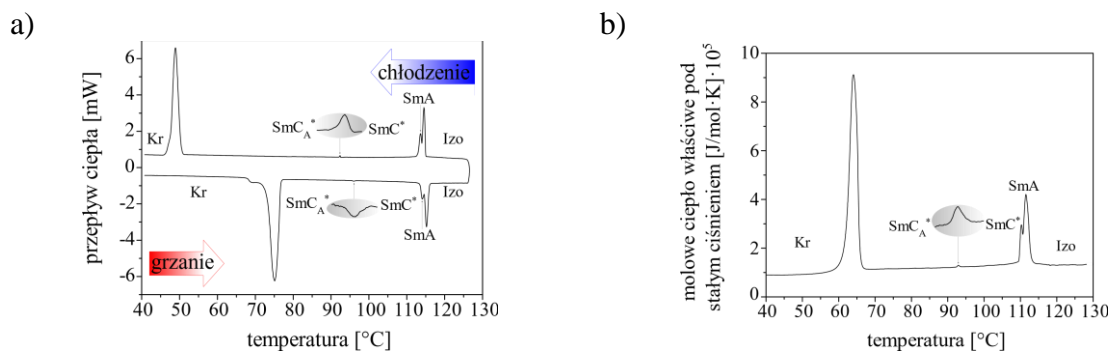 a)
przepływ ciepła [mW]
6
4
2
0
-2
-4
-6
chłodzenie
SmA
SmC_A^* SmC^*
Kr Izo
Kr Izo
SmC_A^* SmC^*
SmA
grzanie
40 50 60 70 80 90 100 110 120 130
temperatura [°C]
b)
molowe ciepło właściwe pod
stałym ciśnieniem [J/mol·K]·10^5
10
8
6
4
2
0
SmA
SmC_A^* SmC^*
Kr Izo
40 50 60 70 80 90 100 110 120 130
temperatura [°C]